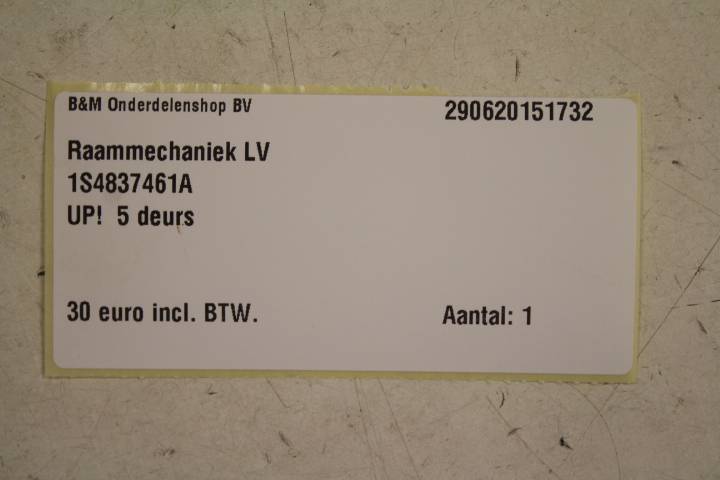 B&M Onderdelenshop BV 290620151732
Raammechaniek LV
1S4837461A
UP! 5 deurs
30 euro incl. BTW. Aantal: 1